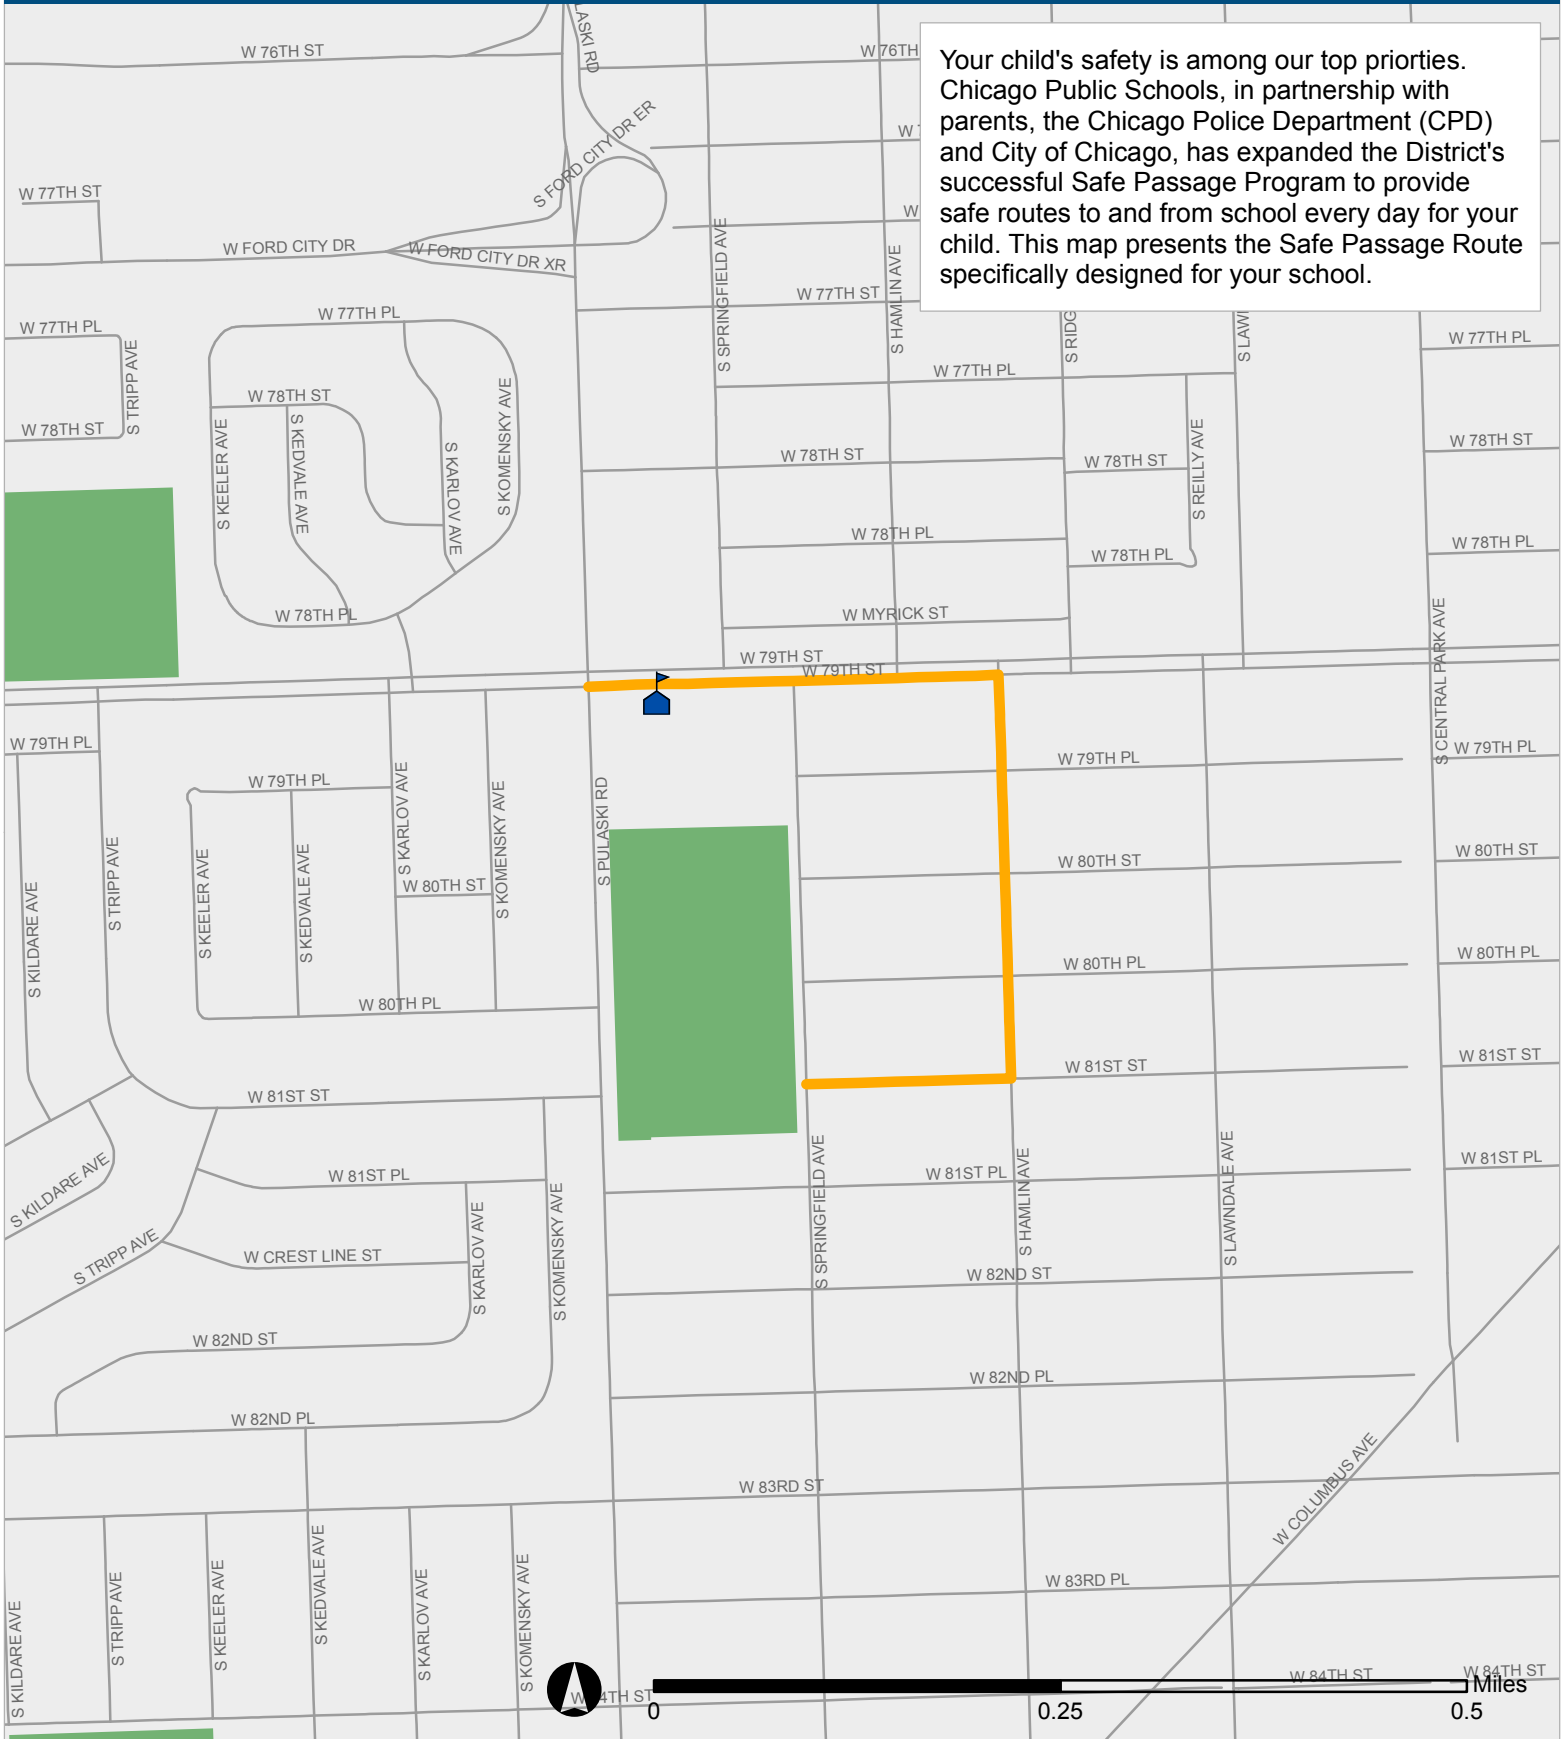 W 76TH ST
LASKI RD
W 76TH
Your child's safety is among our top priorties.
Chicago Public Schools, in partnership with
parents, the Chicago Police Department (CPD)
and City of Chicago, has expanded the District's
successful Safe Passage Program to provide
safe routes to and from school every day for your
child. This map presents the Safe Passage Route
specifically designed for your school.
S FORD CITY DR ER
W 77TH ST
W FORD CITY DR
W FORD CITY DR XR
S SPRINGFIELD AVE
S HAMLIN AVE
W 77TH ST
S RIDG
S LAW
W 77TH PL
W 77TH PL
W 77TH PL
S TRIPP AVE
W 77TH PL
W 78TH ST
W 78TH ST
S KEELER AVE
S KEDVALE AVE
S KARLOV AVE
S KOMENSKY AVE
W 78TH ST
W 78TH ST
S REILLY AVE
W 78TH ST
W 78TH PL
W 78TH PL
W 78TH PL
W 78TH PL
W MYRICK ST
S CENTRAL PARK AVE
W 79TH ST
W 79TH ST
W 79TH PL
W 79TH PL
W 79TH PL
W 79TH PL
S KILDARE AVE
S TRIPP AVE
S KEELER AVE
S KEDVALE AVE
S KARLOV AVE
S KOMENSKY AVE
S PULASKI RD
W 80TH ST
W 80TH ST
W 80TH ST
W 80TH PL
W 80TH PL
W 80TH PL
W 81ST ST
W 81ST ST
W 81ST ST
S KILDARE AVE
W 81ST PL
W 81ST PL
W 81ST PL
S SPRINGFIELD AVE
S HAMLIN AVE
S LAWNDALE AVE
S TRIPP AVE
W CREST LINE ST
S KARLOV AVE
S KOMENSKY AVE
W 82ND ST
W 82ND ST
W 82ND PL
W 82ND PL
W 83RD ST
W COLUMBUS AVE
W 83RD PL
S KILDARE AVE
S TRIPP AVE
S KEELER AVE
S KEDVALE AVE
S KARLOV AVE
S KOMENSKY AVE
W 84TH ST
W 84TH ST
Miles
0
0.25
0.5